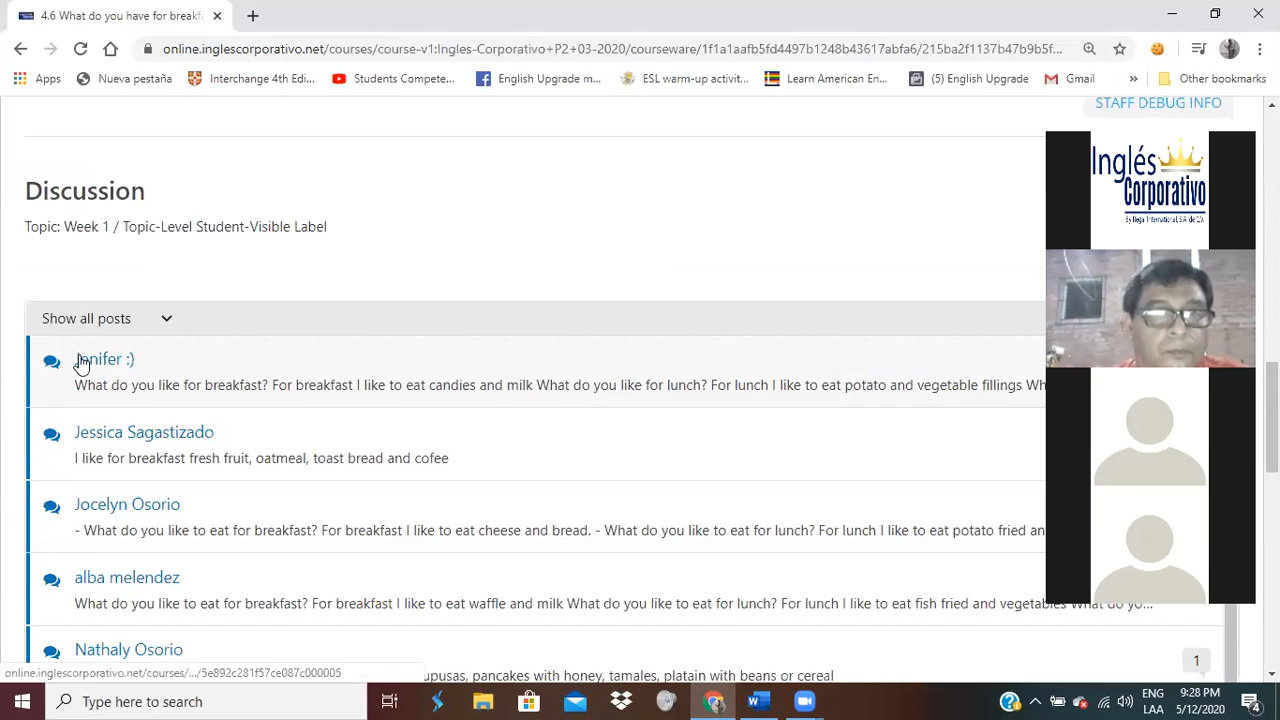 4.6 What do you have for breakf
online.inglescorporativo.net/courses/course-v1:Ingles-Corporativo+P2+03-2020/courseware/1f1a1aafb5fd4497b1248b43617abfa6/215ba2f1137b47b9b5f...
Apps Nueva pestaña Interchange 4th Edi... Students Compete... English Upgrade m... ESL warm-up activit... Learn American En... (5) English Upgrade Gmail » Other bookmarks
STAFF DEBUG INFO
Inglés
Corporativo
By Regal International, S.A. de C.V.
Discussion
Topic: Week 1 / Topic-Level Student-Visible Label
Show all posts
Jenifer :)
What do you like for breakfast? For breakfast I like to eat candies and milk What do you like for lunch? For lunch I like to eat potato and vegetable fillings Wh
Jessica Sagastizado
I like for breakfast fresh fruit, oatmeal, toast bread and cofee
Jocelyn Osorio
- What do you like to eat for breakfast? For breakfast I like to eat cheese and bread. - What do you like to eat for lunch? For lunch I like to eat potato fried an
alba melendez
What do you like to eat for breakfast? For breakfast I like to eat waffle and milk What do you like to eat for lunch? For lunch I like to eat fish fried and vegetables What do yo...
Nathaly Osorio
upusas, pancakes with honey, tamales, platain with beans or cereal
1
online.inglescorporativo.net/courses/.../5e892c281f57ce087c000005
Type here to search
ENG 9:28 PM
LAA 5/12/2020
4